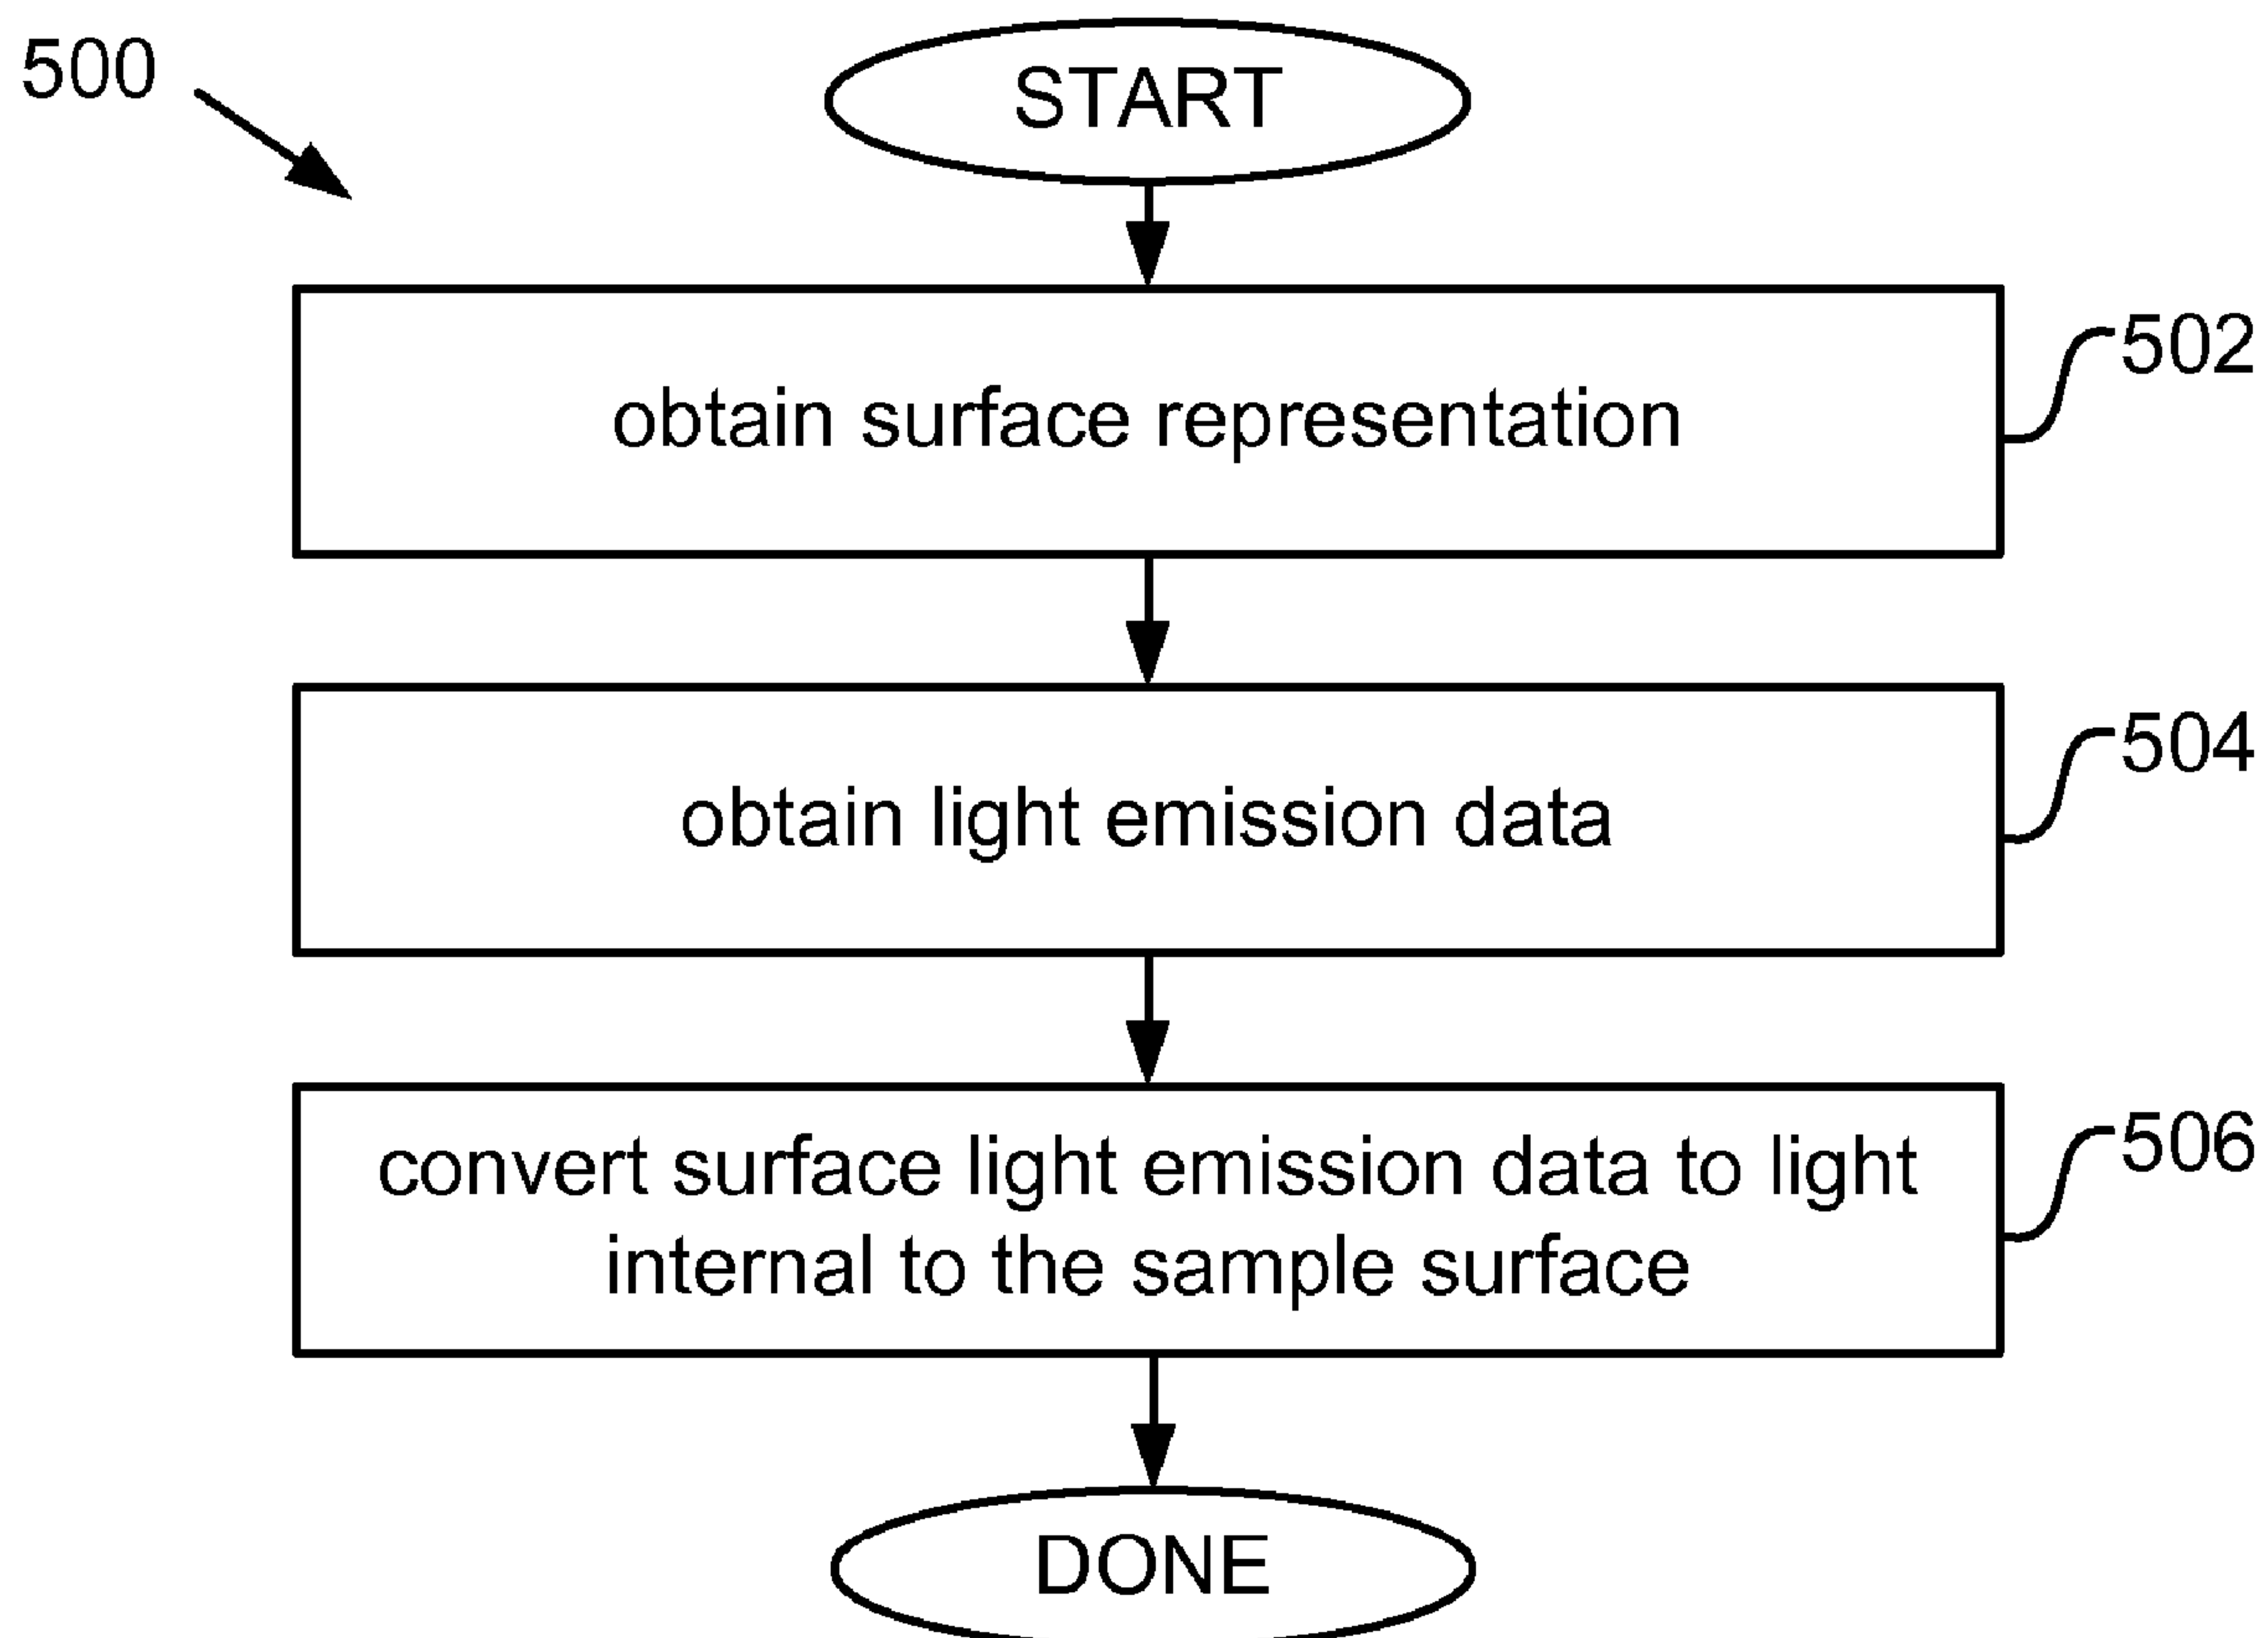 500
START
obtain surface representation
502
obtain light emission data
504
convert surface light emission data to light
internal to the sample surface
506
DONE